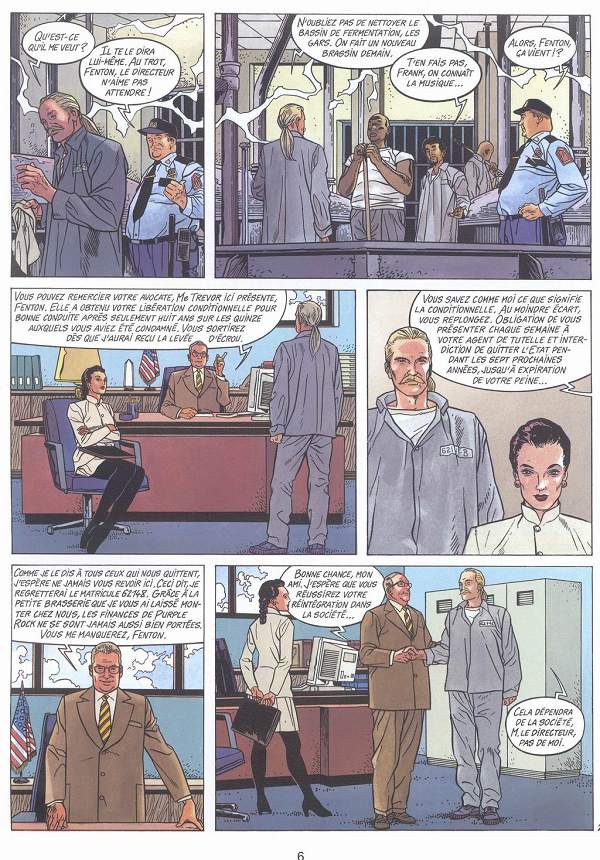 QU'EST-CE
QU'IL ME VEUT ?
IL TE LE DIRA
LUI-MÊME. AU TROT,
FENTON, LE DIRECTEUR
N'AIME PAS
ATTENDRE !
N'OUBLIEZ PAS DE NETTOYER LE
BASSIN DE FERMENTATION, LES
GARS. ON FAIT UN NOUVEAU
BRASSIN DEMAIN.
T'EN FAIS PAS,
FRANK, ON CONNAÎT
LA MUSIQUE...
ALORS, FENTON,
ÇA VIENT !?
VOUS POUVEZ REMERCIER VOTRE AVOCATE, ME TREVOR ICI PRÉSENTE,
FENTON. ELLE A OBTENU VOTRE LIBÉRATION CONDITIONNELLE POUR
BONNE CONDUITE APRÈS SEULEMENT HUIT ANS SUR LES QUINZE
AUXQUELS VOUS AVIEZ ÉTÉ CONDAMNÉ. VOUS SORTIREZ
DÈS QUE J'AURAI REÇU LA LEVÉE
D'ÉCROU.
VOUS SAVEZ COMME MOI CE QUE SIGNIFIE
LA CONDITIONNELLE. AU MOINDRE ÉCART,
VOUS REPLONGEZ. OBLIGATION DE VOUS
PRÉSENTER CHAQUE SEMAINE À
VOTRE AGENT DE TUTELLE ET INTER-
DICTION DE QUITTER L'ÉTAT PEN-
DANT LES SEPT PROCHAINES
ANNÉES, JUSQU'À EXPIRATION
DE VOTRE PEINE...
COMME JE LE DIS À TOUS CEUX QUI NOUS QUITTENT,
J'ESPÈRE NE JAMAIS VOUS REVOIR ICI. CECI DIT, JE
REGRETTERAI LE MATRICULE 62148. GRÂCE À LA
PETITE BRASSERIE QUE JE VOUS AI LAISSÉ MON-
TER CHEZ NOUS, LES FINANCES DE PURPLE
ROCK NE SE SONT JAMAIS AUSSI BIEN PORTÉES.
VOUS ME MANQUEREZ, FENTON.
BONNE CHANCE, MON
AMI. J'ESPÈRE QUE VOUS
RÉUSSIREZ VOTRE
RÉINTÉGRATION DANS
LA SOCIÉTÉ...
CELA DÉPENDRA
DE LA SOCIÉTÉ,
M. LE DIRECTEUR,
PAS DE MOI.
6